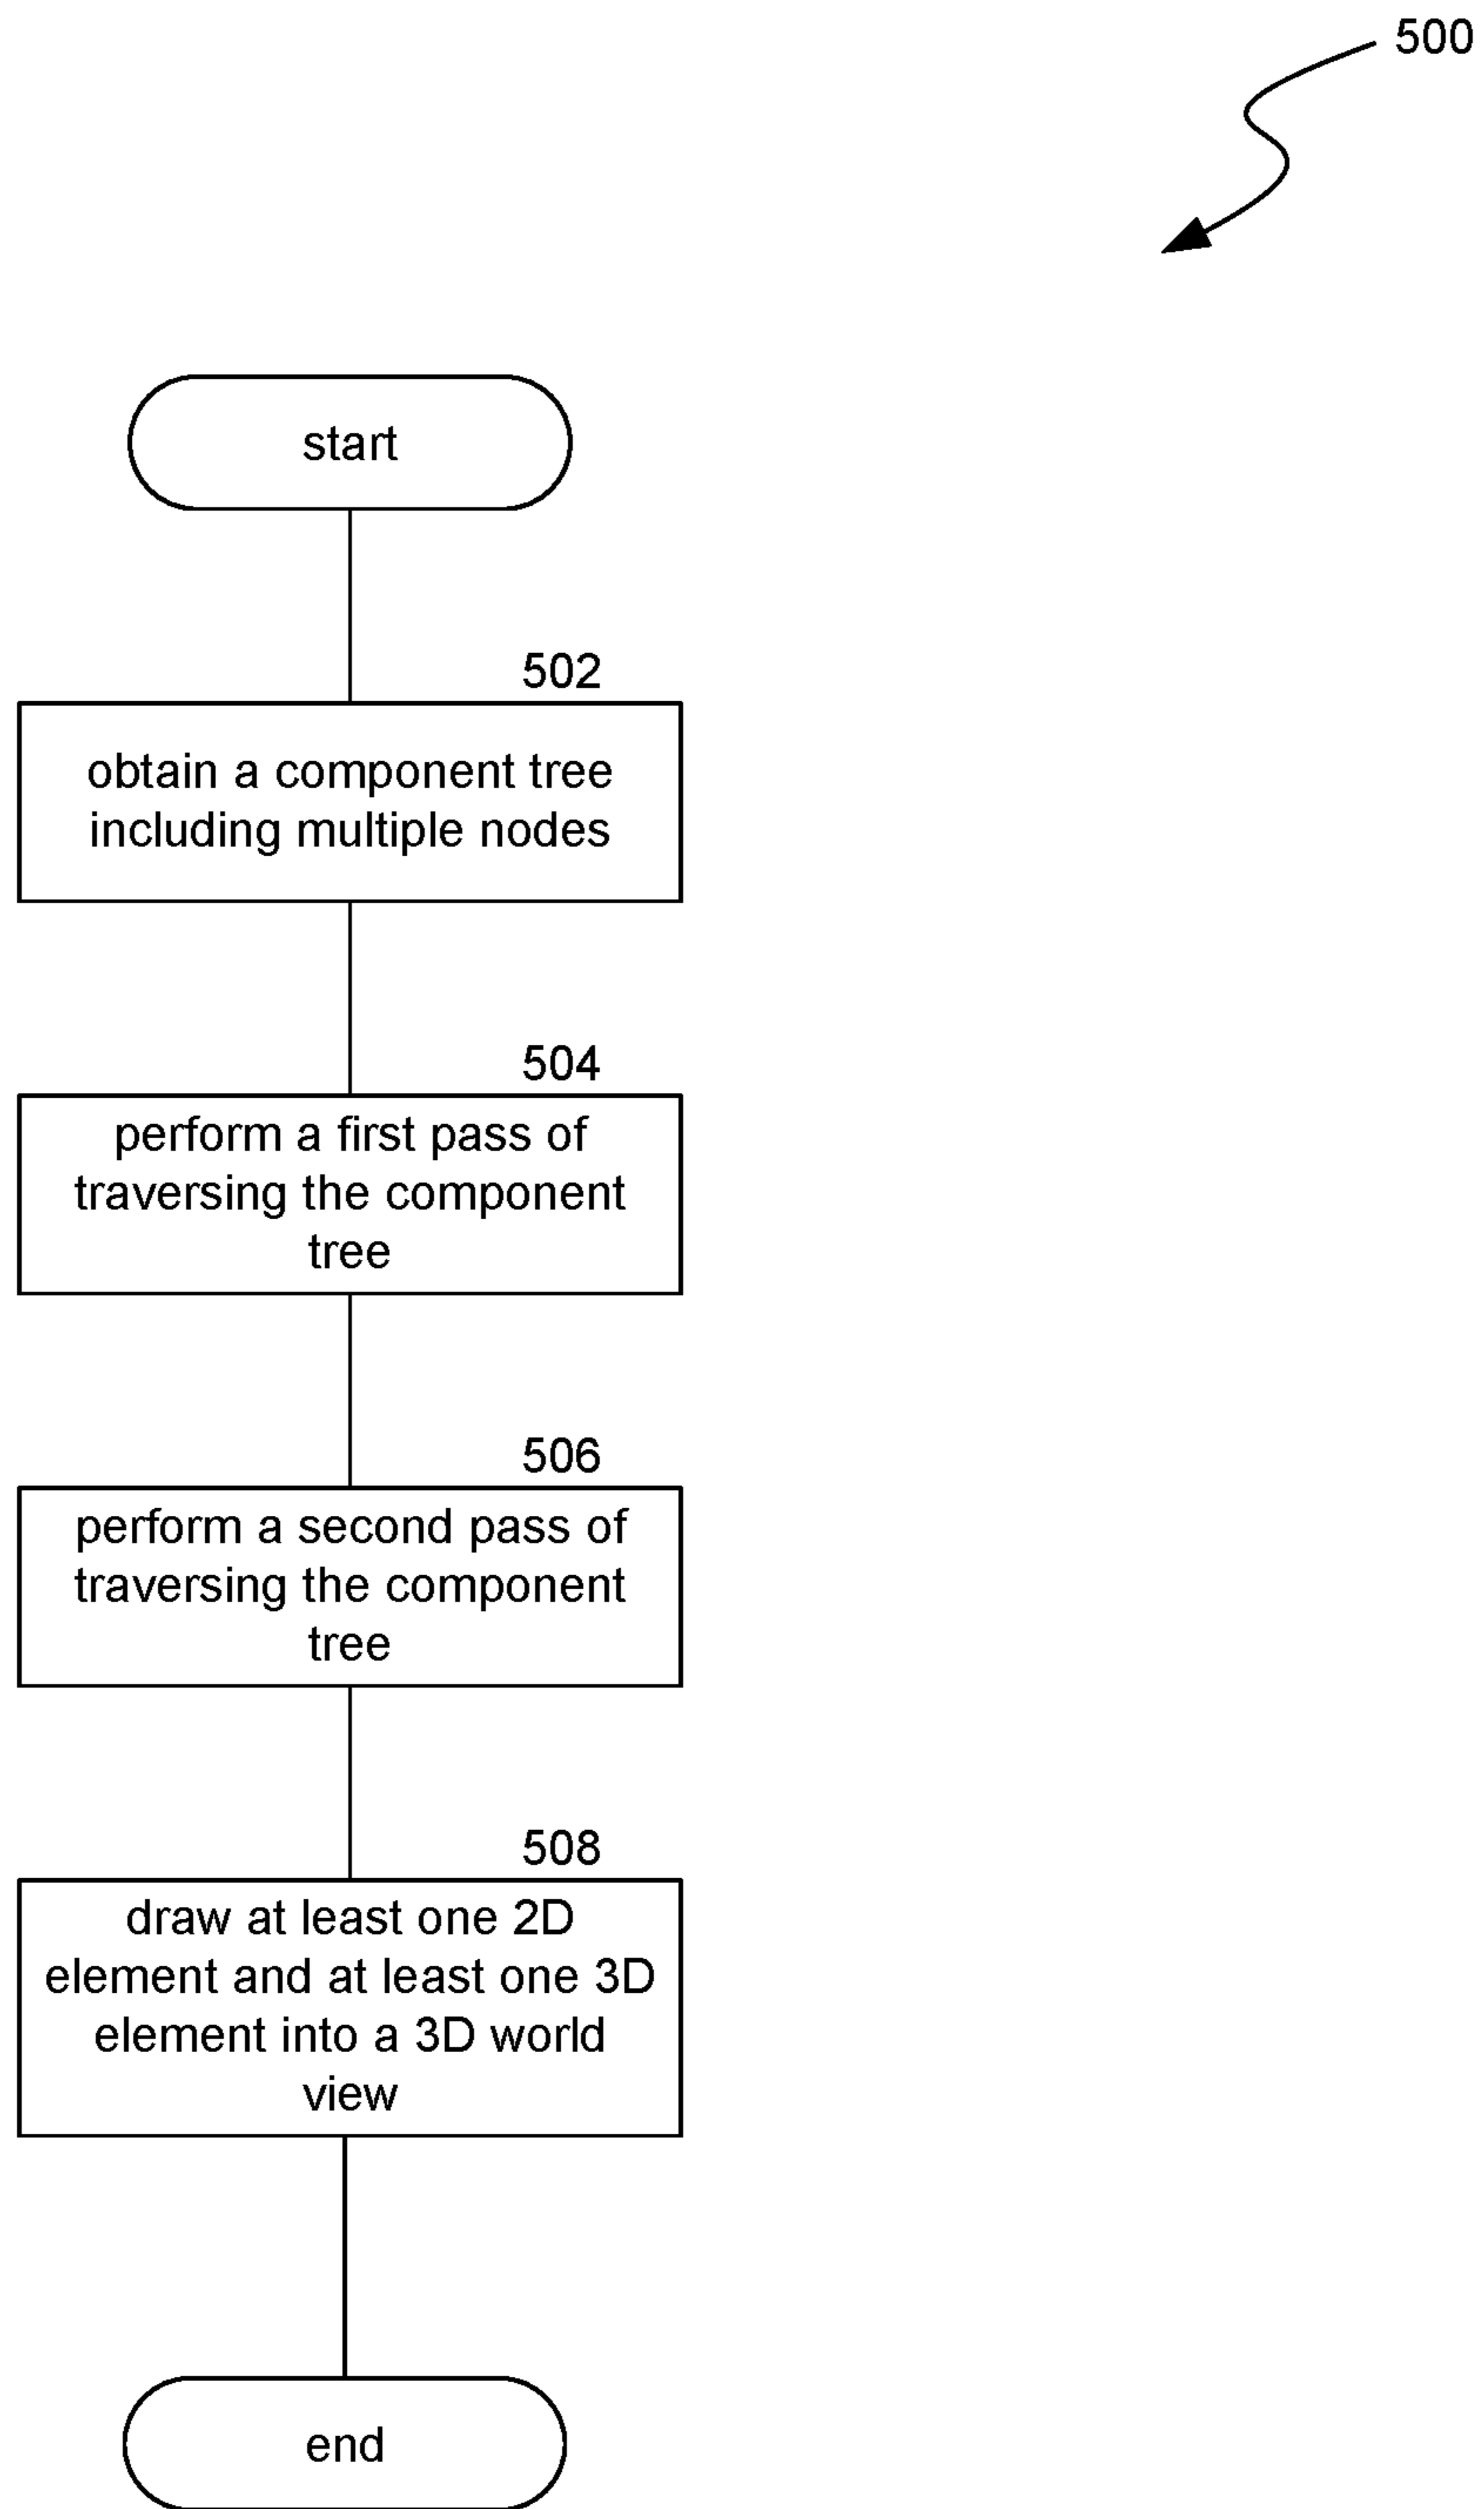 500
start
502
obtain a component tree
including multiple nodes
504
perform a first pass of
traversing the component
tree
506
perform a second pass of
traversing the component
tree
508
draw at least one 2D
element and at least one 3D
element into a 3D world
view
end